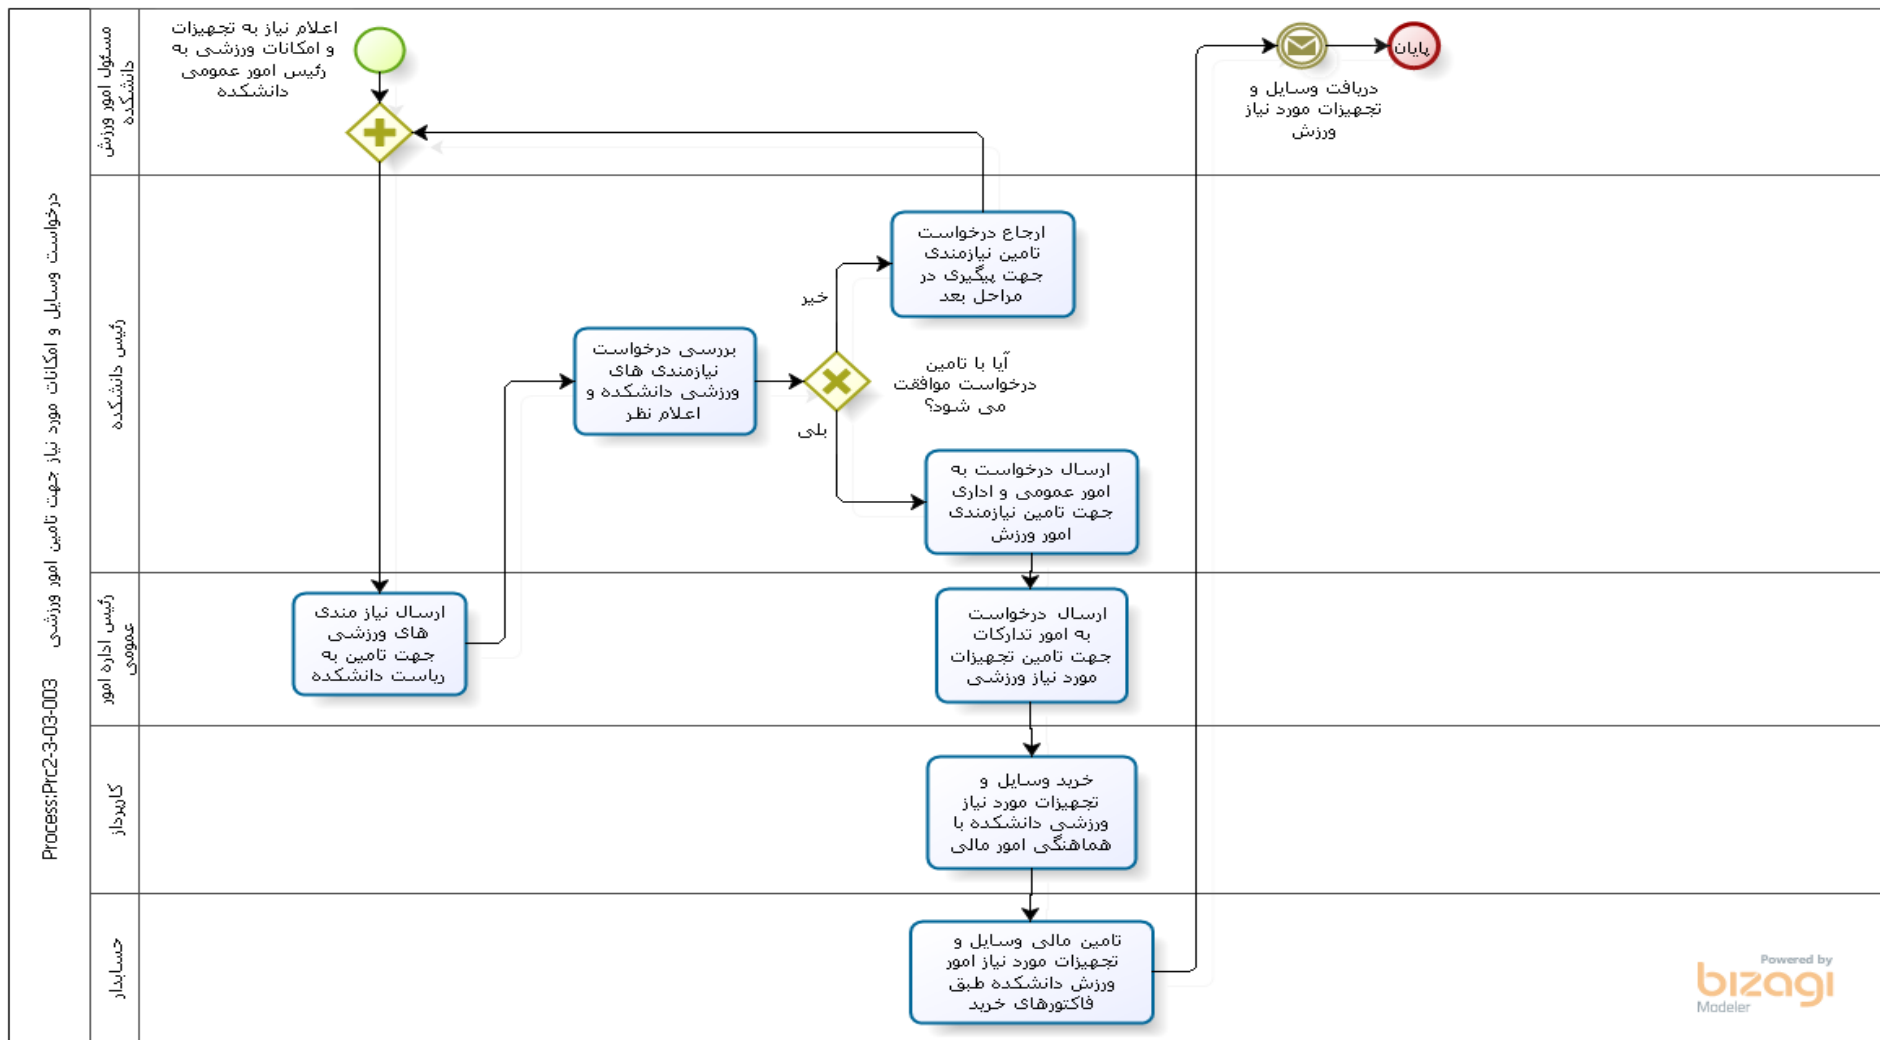 درخواست وسایل و امکانات مورد نیاز جهت تامین امور ورزشی
Process:Prc2-3-03-003
مسئول امور ورزش
دانشکده
اعلام نیاز به تجهیزات
و امکانات ورزشی به
رئیس امور عمومی
دانشکده
دریافت وسایل و
تجهیزات مورد نیاز
ورزش
پایان
رئیس دانشکده
ارجاع درخواست
تامین نیازمندی
جهت پیگیری در
مراحل بعد
خیر
بررسی درخواست
نیازمندی های
ورزشی دانشکده و
اعلام نظر
آیا با تامین
درخواست موافقت
می شود؟
بلی
ارسال درخواست به
امور عمومی و اداری
جهت تامین نیازمندی
امور ورزش
رئیس اداره امور
عمومی
ارسال نیاز مندی
های ورزشی
جهت تامین به
ریاست دانشکده
ارسال درخواست
به امور تدارکات
جهت تامین تجهیزات
مورد نیاز ورزشی
کارپرداز
خرید وسایل و
تجهیزات مورد نیاز
ورزشی دانشکده با
هماهنگی امور مالی
حسابدار
تامین مالی وسایل و
تجهیزات مورد نیاز امور
ورزش دانشکده طبق
فاکتورهای خرید
Powered by
bizagi
Modeler